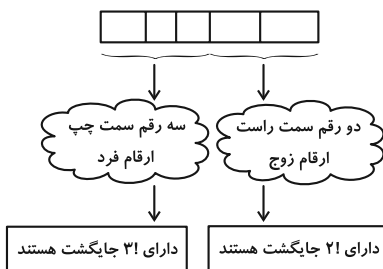 دو رقم سمت راست
ارقام زوج
سه رقم سمت چپ
ارقام فرد
دارای !۲ جایگشت هستند
دارای !۳ جایگشت هستند